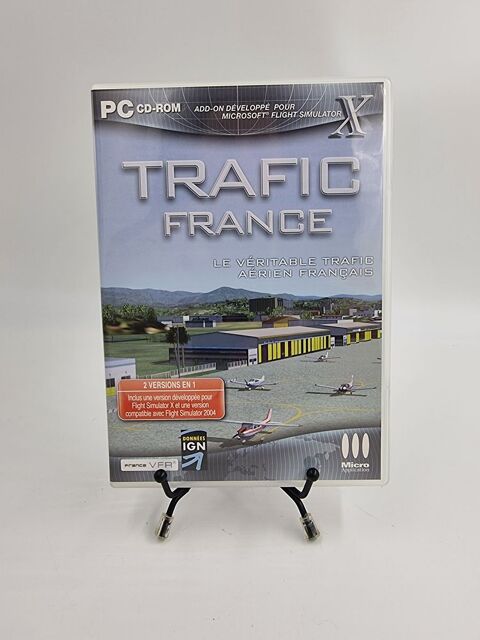 PC CD-ROM
ADD-ON DÉVELOPPÉ POUR
MICROSOFT® FLIGHT SIMULATOR X
TRAFIC
FRANCE
LE VÉRITABLE TRAFIC
AÉRIEN FRANÇAIS
2 VERSIONS EN 1
Inclus une version développée pour
Flight Simulator X et une version
compatible avec Flight Simulator 2004
DONNÉES
IGN
France VFR
Micro
Application